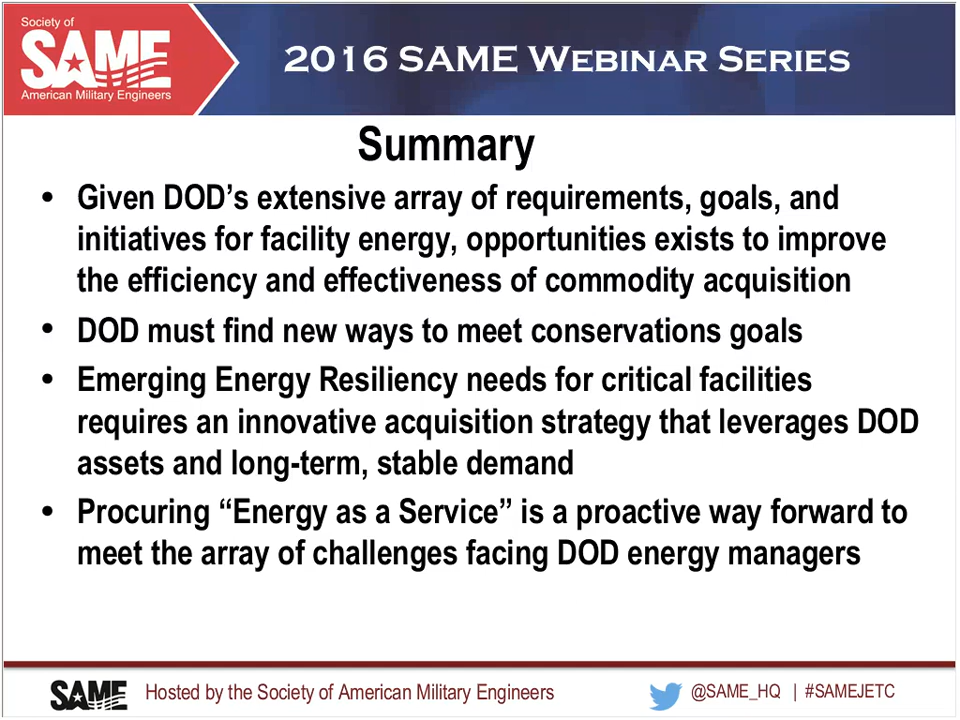 Society of
SAME
American Military Engineers
2016 SAME WEBINAR SERIES
Summary
• Given DOD’s extensive array of requirements, goals, and
initiatives for facility energy, opportunities exists to improve
the efficiency and effectiveness of commodity acquisition
• DOD must find new ways to meet conservations goals
• Emerging Energy Resiliency needs for critical facilities
requires an innovative acquisition strategy that leverages DOD
assets and long-term, stable demand
• Procuring “Energy as a Service” is a proactive way forward to
meet the array of challenges facing DOD energy managers
SAME Hosted by the Society of American Military Engineers @SAME_HQ | #SAMEJETC